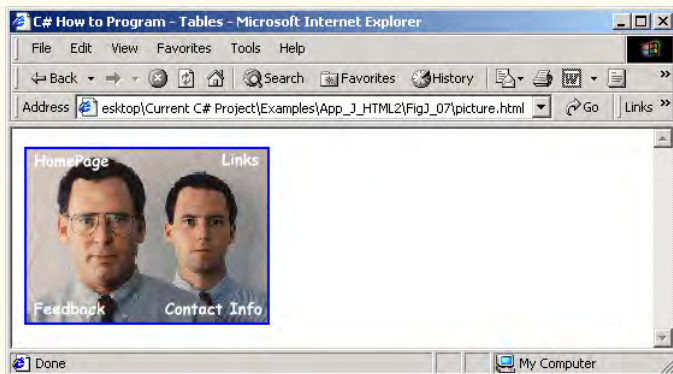 C# How to Program - Tables - Microsoft Internet Explorer
File Edit View Favorites Tools Help
Back Search Favorites History »
Address esktop\Current C# Project\Examples\App_J_HTML2\FigJ_07\picture.html Go Links »
HomePage Links
Feedback Contact Info
Done My Computer